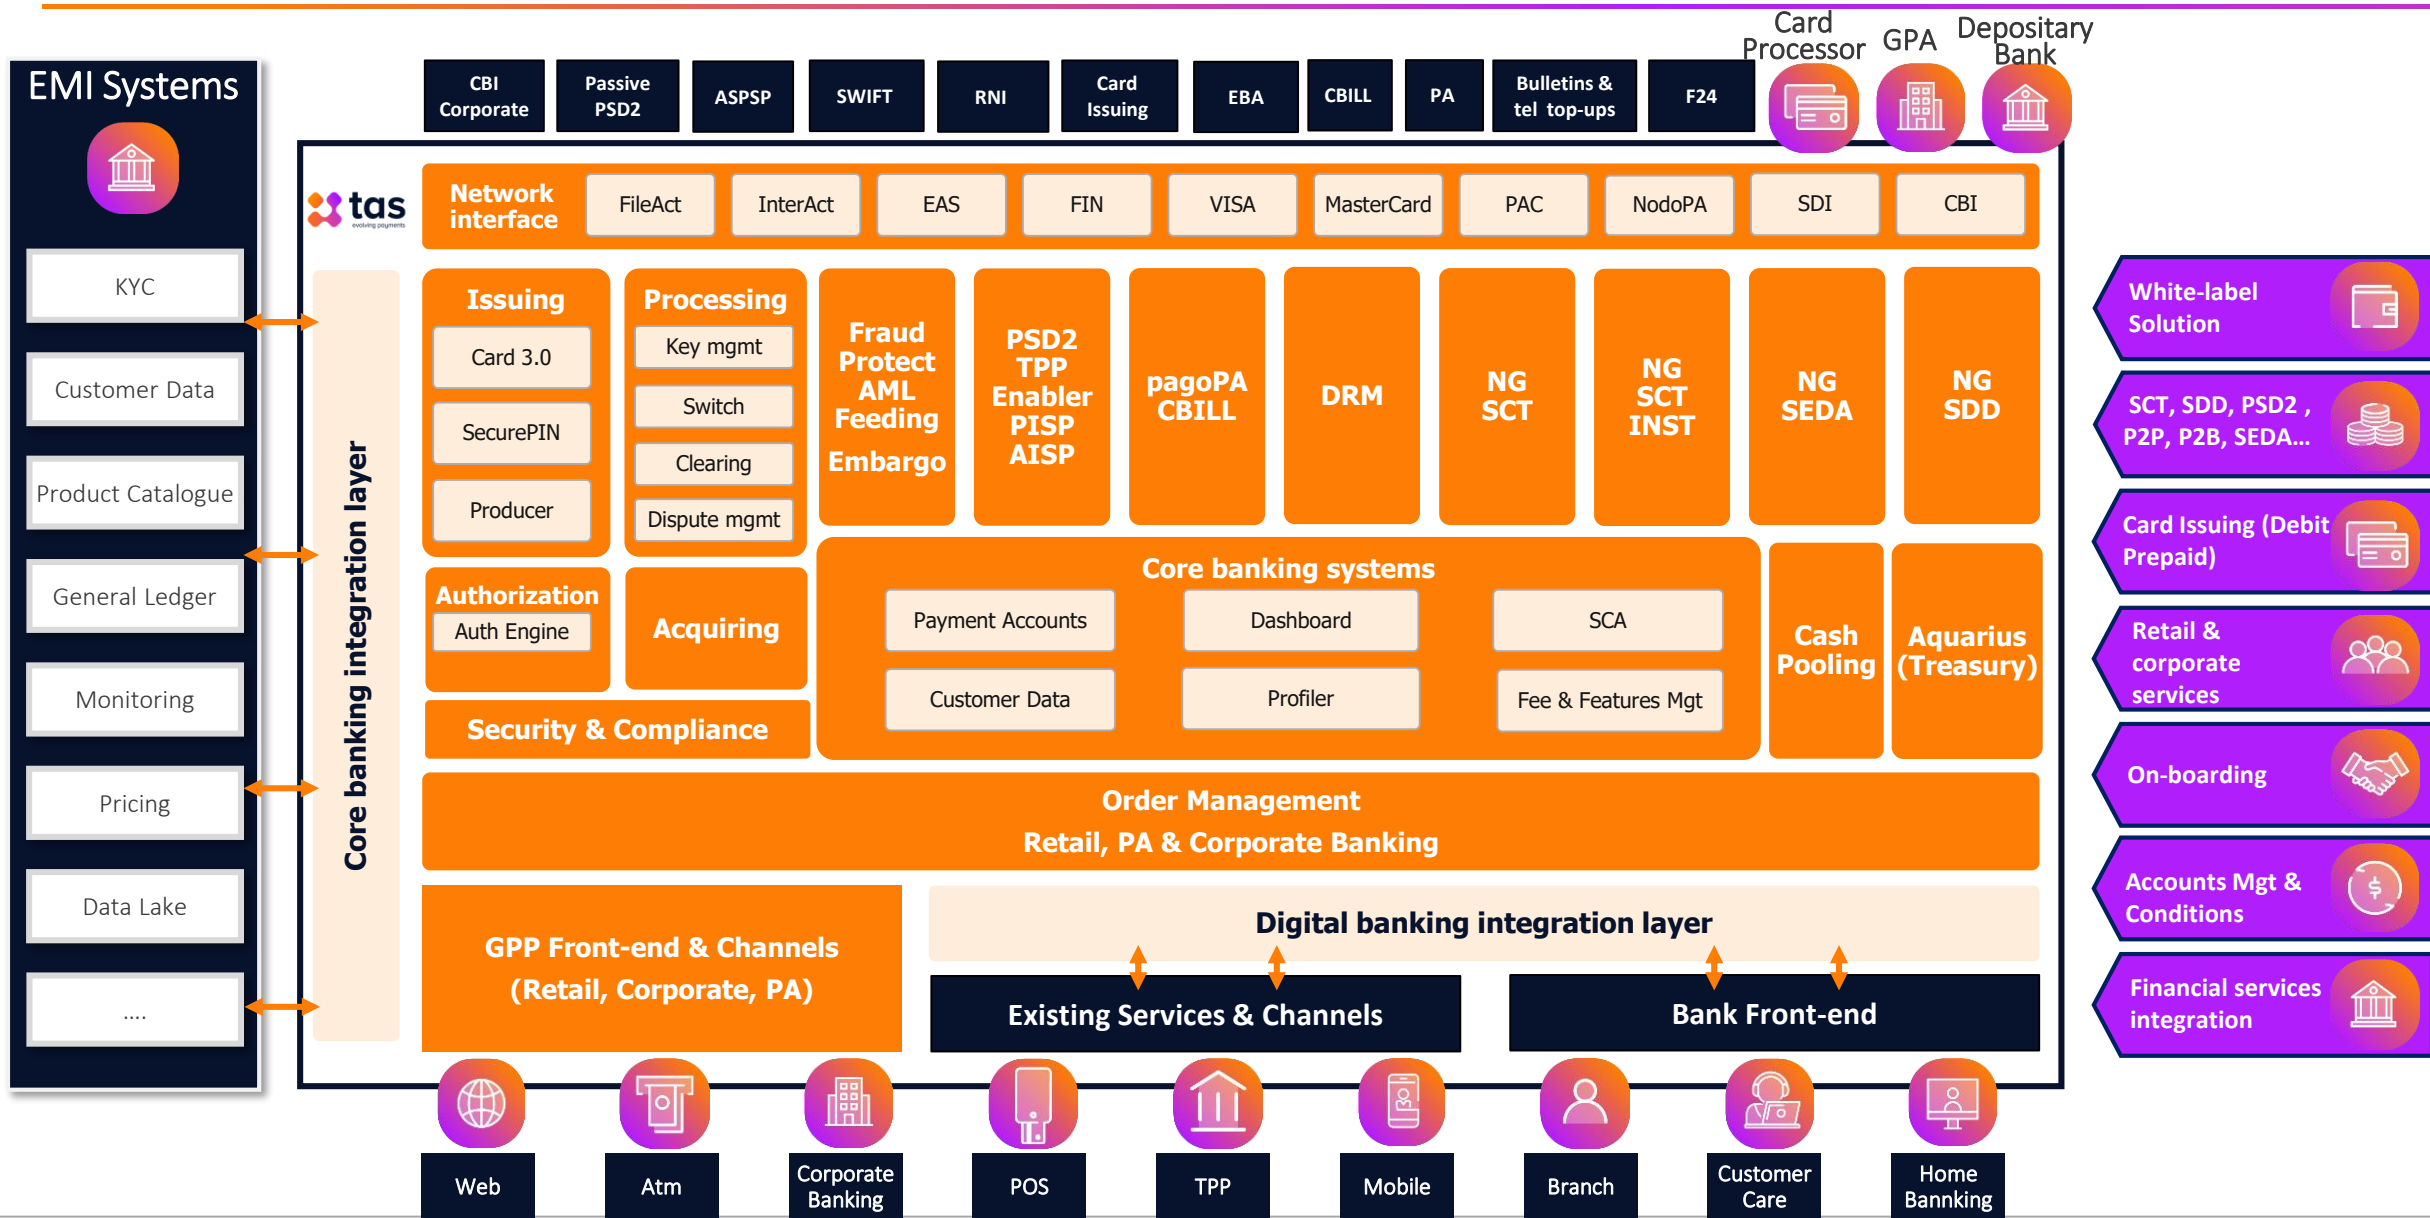 Card
Processor
GPA
Depositary
Bank
EMI Systems
CBI
Corporate
Passive
PSD2
ASPSP
SWIFT
RNI
Card
Issuing
EBA
CBILL
PA
Bulletins &
tel top-ups
F24
tas
evolving payments
Network
interface
FileAct
InterAct
EAS
FIN
VISA
MasterCard
PAC
NodoPA
SDI
CBI
KYC
Customer Data
Product Catalogue
General Ledger
Monitoring
Pricing
Data Lake
....
Core banking integration layer
Issuing
Card 3.0
SecurePIN
Producer
Processing
Key mgmt
Switch
Clearing
Dispute mgmt
Fraud
Protect
AML
Feeding
Embargo
PSD2
TPP
Enabler
PISP
AISP
pagoPA
CBILL
DRM
NG
SCT
NG
SCT
INST
NG
SEDA
NG
SDD
Authorization
Auth Engine
Acquiring
Security & Compliance
Core banking systems
Payment Accounts
Dashboard
SCA
Customer Data
Profiler
Fee & Features Mgt
Cash
Pooling
Aquarius
(Treasury)
Order Management
Retail, PA & Corporate Banking
GPP Front-end & Channels
(Retail, Corporate, PA)
Digital banking integration layer
Existing Services & Channels
Bank Front-end
White-label
Solution
SCT, SDD, PSD2 ,
P2P, P2B, SEDA...
Card Issuing (Debit
Prepaid)
Retail &
corporate
services
On-boarding
Accounts Mgt &
Conditions
Financial services
integration
Web
Atm
Corporate
Banking
POS
TPP
Mobile
Branch
Customer
Care
Home
Bannking